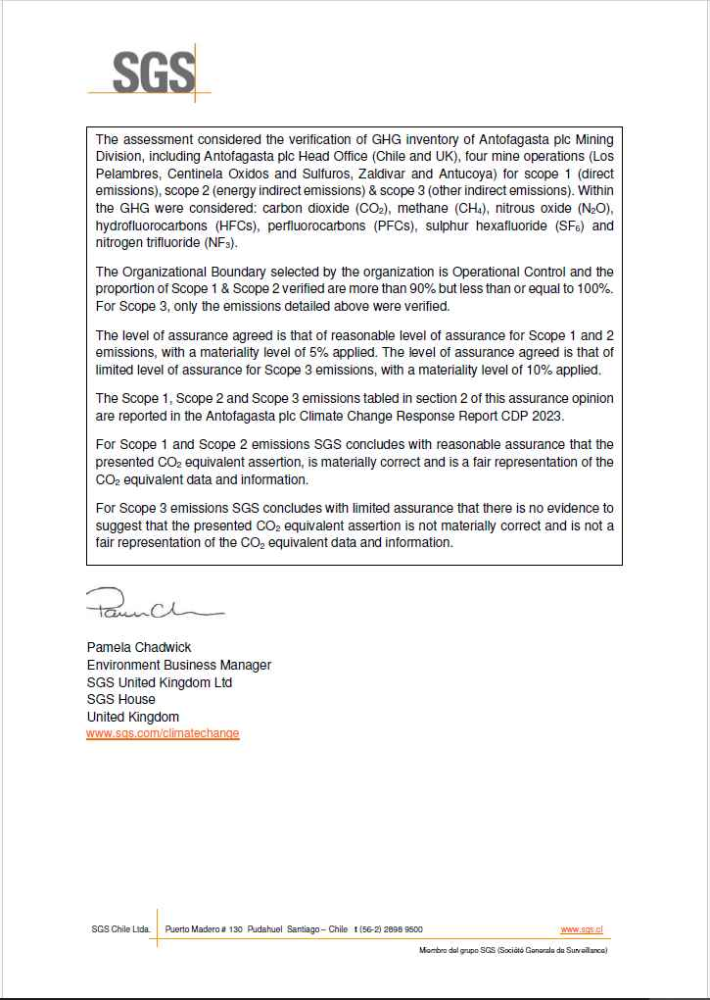 SGS
The assessment considered the verification of GHG inventory of Antofagasta plc Mining
Division, including Antofagasta plc Head Office (Chile and UK), four mine operations (Los
Pelambres, Centinela Oxidos and Sulfuros, Zaldivar and Antucoya) for scope 1 (direct
emissions), scope 2 (energy indirect emissions) & scope 3 (other indirect emissions). Within
the GHG were considered: carbon dioxide (CO₂), methane (CH₄), nitrous oxide (N₂O),
hydrofluorocarbons (HFCs), perfluorocarbons (PFCs), sulphur hexafluoride (SF₆) and
nitrogen trifluoride (NF₃).
The Organizational Boundary selected by the organization is Operational Control and the
proportion of Scope 1 & Scope 2 verified are more than 90% but less than or equal to 100%.
For Scope 3, only the emissions detailed above were verified.
The level of assurance agreed is that of reasonable level of assurance for Scope 1 and 2
emissions, with a materiality level of 5% applied. The level of assurance agreed is that of
limited level of assurance for Scope 3 emissions, with a materiality level of 10% applied.
The Scope 1, Scope 2 and Scope 3 emissions tabled in section 2 of this assurance opinion
are reported in the Antofagasta plc Climate Change Response Report CDP 2023.
For Scope 1 and Scope 2 emissions SGS concludes with reasonable assurance that the
presented CO₂ equivalent assertion, is materially correct and is a fair representation of the
CO₂ equivalent data and information.
For Scope 3 emissions SGS concludes with limited assurance that there is no evidence to
suggest that the presented CO₂ equivalent assertion is not materially correct and is not a
fair representation of the CO₂ equivalent data and information.
Pamela Chadwick
Environment Business Manager
SGS United Kingdom Ltd
SGS House
United Kingdom
www.sgs.com/climatechange
SGS Chile Ltda. Puerto Madero # 130 Pudahuel Santiago – Chile t (56-2) 2898 9500 www.sgs.cl
Miembro del grupo SGS (Société Generale de Surveillance)